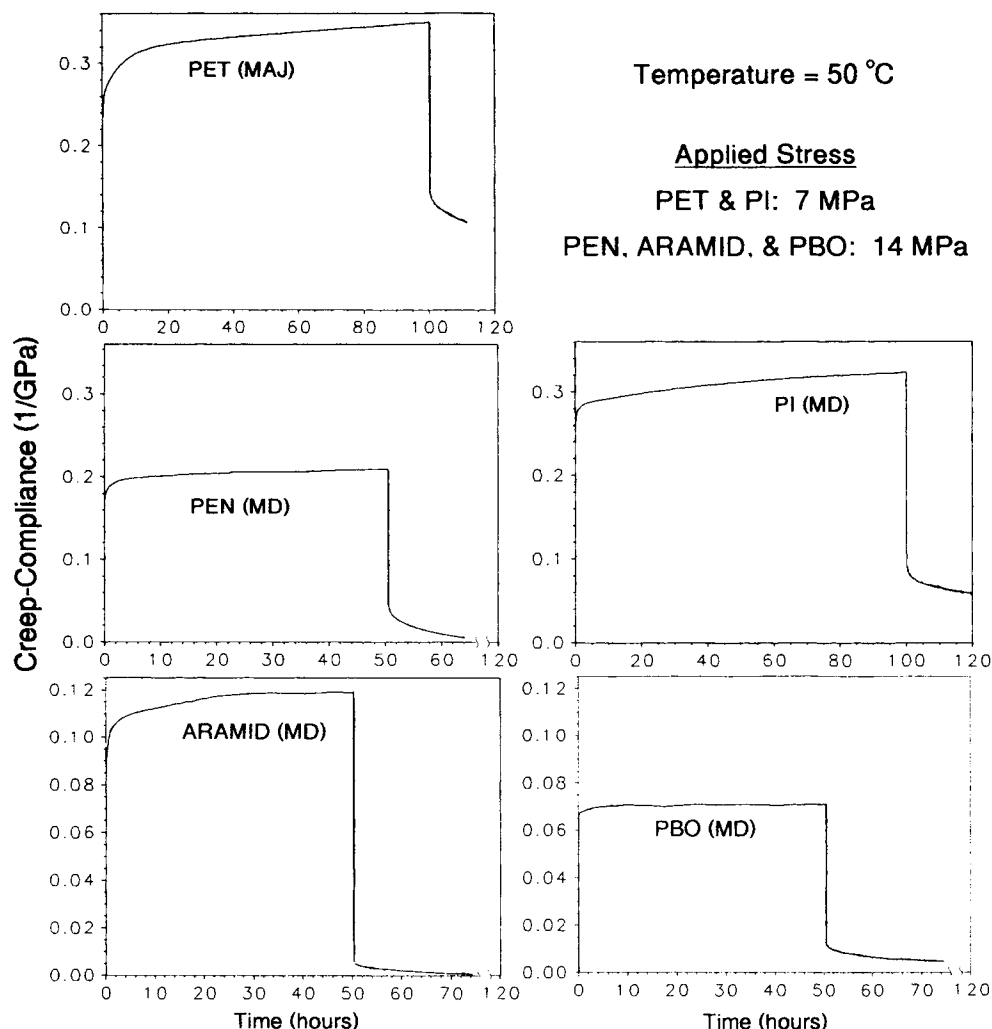 PET (MAJ)
0.3
0.2
0.1
0.0
0 20 40 60 80 100 120
Temperature = 50 °C
Applied Stress
PET & PI: 7 MPa
PEN, ARAMID, & PBO: 14 MPa
Creep-Compliance (1/GPa)
PEN (MD)
0.3
0.2
0.1
0.0
0 10 20 30 40 50 60 120
PI (MD)
0.3
0.2
0.1
0.0
0 20 40 60 80 100 120
ARAMID (MD)
0.12
0.10
0.08
0.06
0.04
0.02
0.00
0 10 20 30 40 50 60 70 120
Time (hours)
PBO (MD)
0.12
0.10
0.08
0.06
0.04
0.02
0.00
0 10 20 30 40 50 60 70 120
Time (hours)